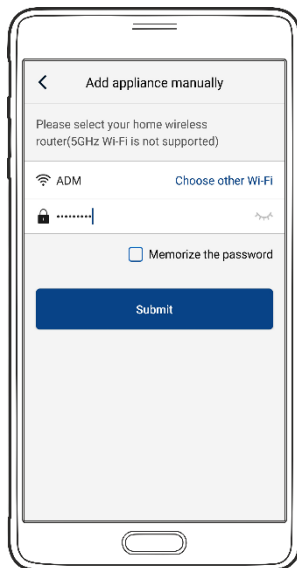 Add appliance manually
Please select your home wireless
router(5GHz Wi-Fi is not supported)
ADM Choose other Wi-Fi
·········
Memorize the password
Submit